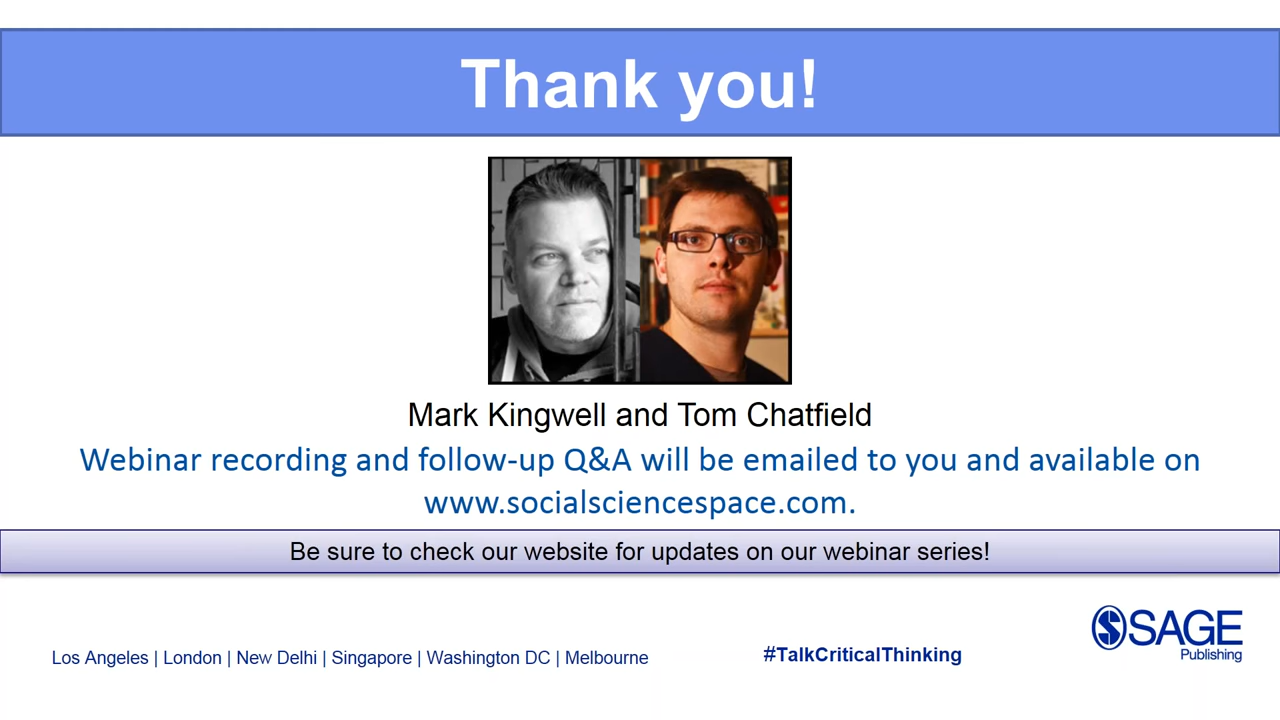 Thank you!
Mark Kingwell and Tom Chatfield
Webinar recording and follow-up Q&A will be emailed to you and available on
www.socialsciencespace.com.
Be sure to check our website for updates on our webinar series!
SAGE
Publishing
Los Angeles | London | New Delhi | Singapore | Washington DC | Melbourne
#TalkCriticalThinking